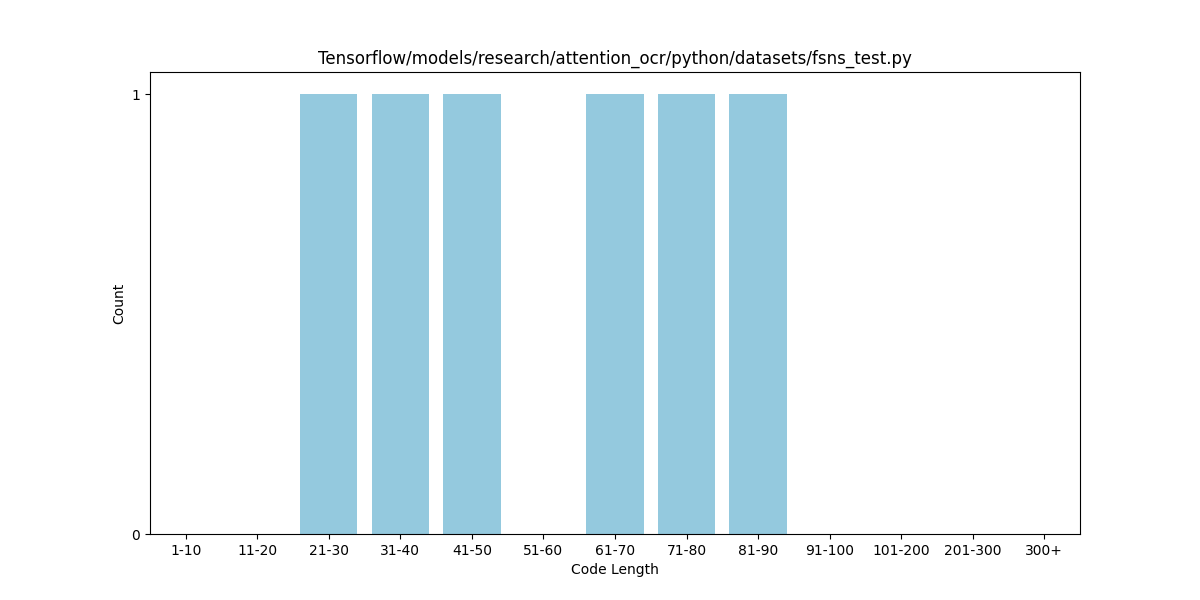 Tensorflow/models/research/attention_ocr/python/datasets/fsns_test.py
1
Count
0
1-10 11-20 21-30 31-40 41-50 51-60 61-70 71-80 81-90 91-100 101-200 201-300 300+
Code Length